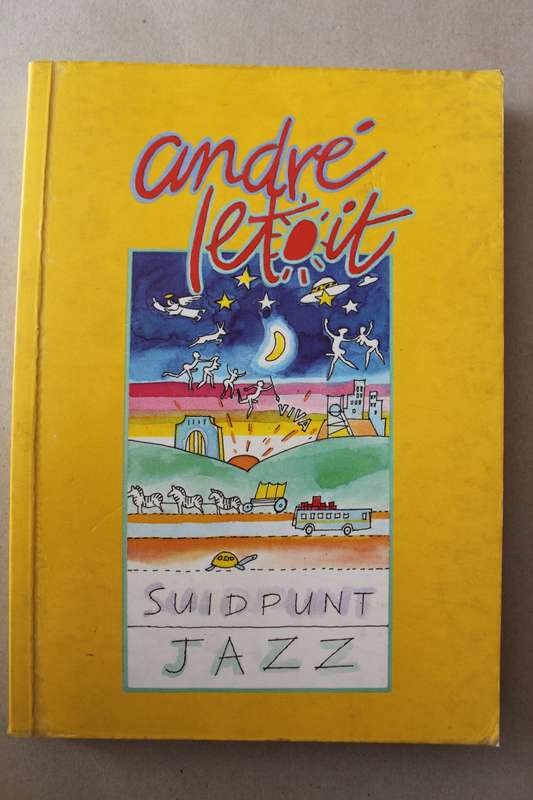 andré
letoit
VIVA
SUIDPUNT
JAZZ